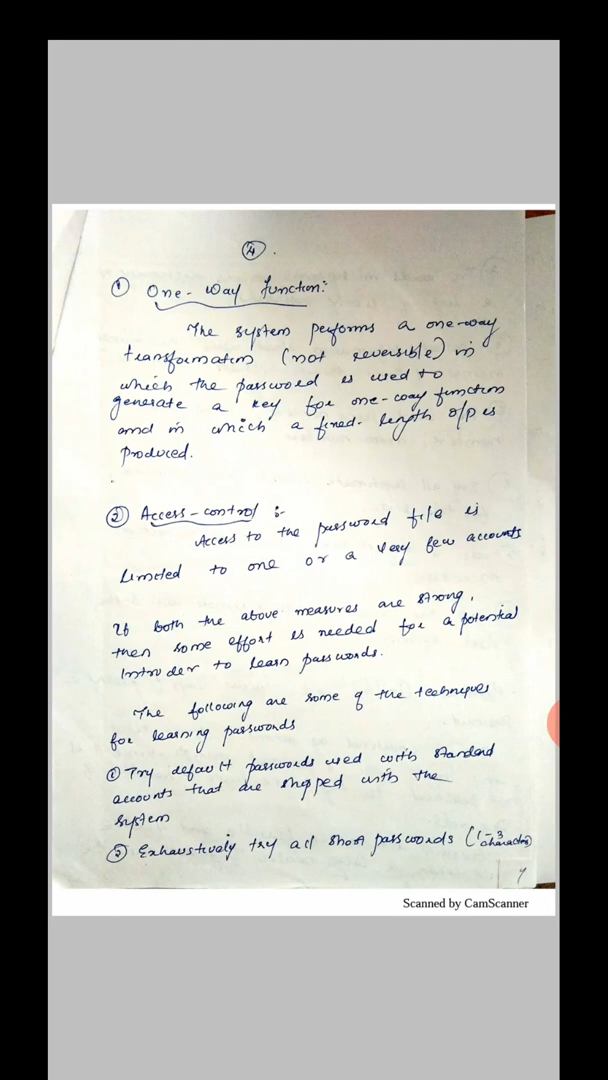 4.
1 One-Way function:
The system performs a one-way
transformation (not reversible) in
which the password is used to
generate a key for one-way function
and in which a fixed-length o/p is
produced.
2 Access-control :-
Access to the password file is
limited to one or a very few accounts
If both the above measures are strong,
then some effort is needed for a potential
intruder to learn passwords.
The following are some of the techniques
for learning passwords
1 Try default passwords used with standard
accounts that are shipped with the
system
2 Exhaustively try all short passwords (1-3
characters)
Scanned by CamScanner